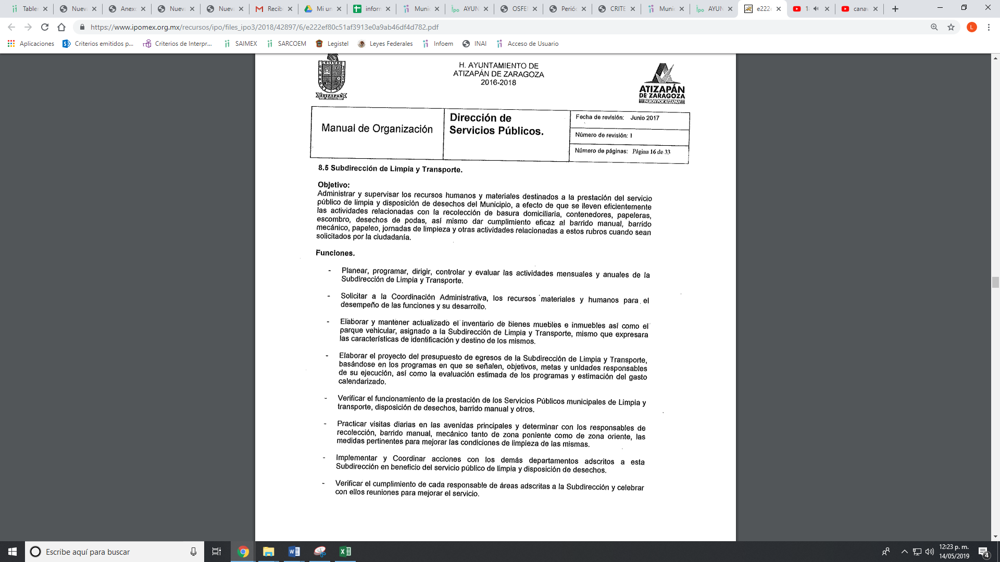 Tabler
Nueva
Anexo
Nueva
Nueva
Recib
Mi un
inform
Munic
AYUN
OSFE
Perió
CRITE
Munic
AYUN
e222e
1
cana
https://www.ipomex.org.mx/recursos/ipo/files_ipo3/2018/42897/6/e222ef80c51af3913e0a9ab46df4d782.pdf
L
Aplicaciones
Criterios emitidos p...
Criterios de Interpr...
SAIMEX
SARCOEM
Legistel
Leyes Federales
Infoem
INAI
Acceso de Usuario
ATIZAPÁN
H. AYUNTAMIENTO DE
ATIZAPÁN DE ZARAGOZA
2016-2018
ATIZAPÁN
DE ZARAGOZA
Manual de Organización
Dirección de
Servicios Públicos.
Fecha de revisión: Junio 2017
Número de revisión: I
Número de páginas: Página 16 de 33
8.5 Subdirección de Limpia y Transporte.
Objetivo:
Administrar y supervisar los recursos humanos y materiales destinados a la prestación del servicio
público de limpia y disposición de desechos del Municipio, a efecto de que se lleven eficientemente
las actividades relacionadas con la recolección de basura domiciliaria, contenedores, papeleras,
escombro, desechos de podas, así mismo dar cumplimiento eficaz al barrido manual, barrido
mecánico, papeleo, jornadas de limpieza y otras actividades relacionadas a estos rubros cuando sean
solicitados por la ciudadanía.
Funciones.
- Planear, programar, dirigir, controlar y evaluar las actividades mensuales y anuales de la
Subdirección de Limpia y Transporte.
- Solicitar a la Coordinación Administrativa, los recursos materiales y humanos para el
desempeño de las funciones y su desarrollo.
- Elaborar y mantener actualizado el inventario de bienes muebles e inmuebles así como el
parque vehicular, asignado a la Subdirección de Limpia y Transporte, mismo que expresara
las características de identificación y destino de los mismos.
- Elaborar el proyecto del presupuesto de egresos de la Subdirección de Limpia y Transporte,
basándose en los programas en que se señalen, objetivos, metas y unidades responsables
de su ejecución, así como la evaluación estimada de los programas y estimación del gasto
calendarizado.
- Verificar el funcionamiento de la prestación de los Servicios Públicos municipales de Limpia y
transporte, disposición de desechos, barrido manual y otros.
- Practicar visitas diarias en las avenidas principales y determinar con los responsables de
recolección, barrido manual, mecánico tanto de zona poniente como de zona oriente, las
medidas pertinentes para mejorar las condiciones de limpieza de las mismas.
- Implementar y Coordinar acciones con los demás departamentos adscritos a esta
Subdirección en beneficio del servicio público de limpia y disposición de desechos.
- Verificar el cumplimiento de cada responsable de áreas adscritas a la Subdirección y celebrar
con ellos reuniones para mejorar el servicio.
Escribe aquí para buscar
12:23 p. m.
14/05/2019
4